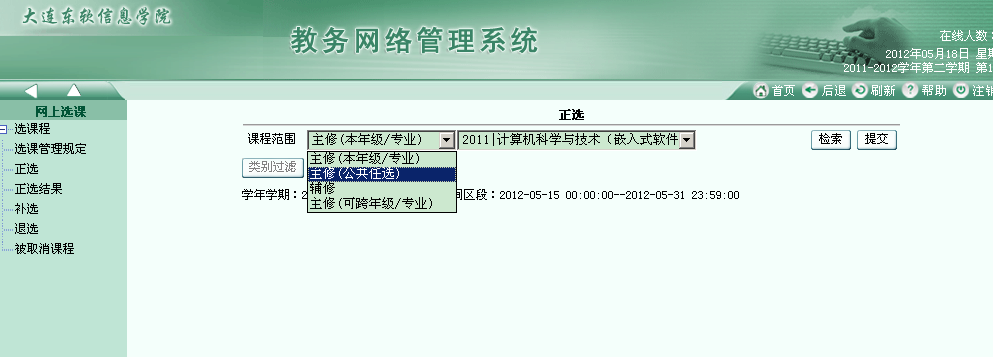 大连东软信息学院
教务网络管理系统
在线人数
2012年05月18日 星期
2011-2012学年第二学期 第1
首页 后退 刷新 帮助 注销
网上选课
选课程
选课管理规定
正选
正选结果
补选
退选
被取消课程
正选
课程范围 主修(本年级/专业) 2011|计算机科学与技术（嵌入式软件 检索 提交
类别过滤
主修(本年级/专业)
主修(公共任选)
辅修
主修(可跨年级/专业)
学年学期：2 间区段：2012-05-15 00:00:00--2012-05-31 23:59:00